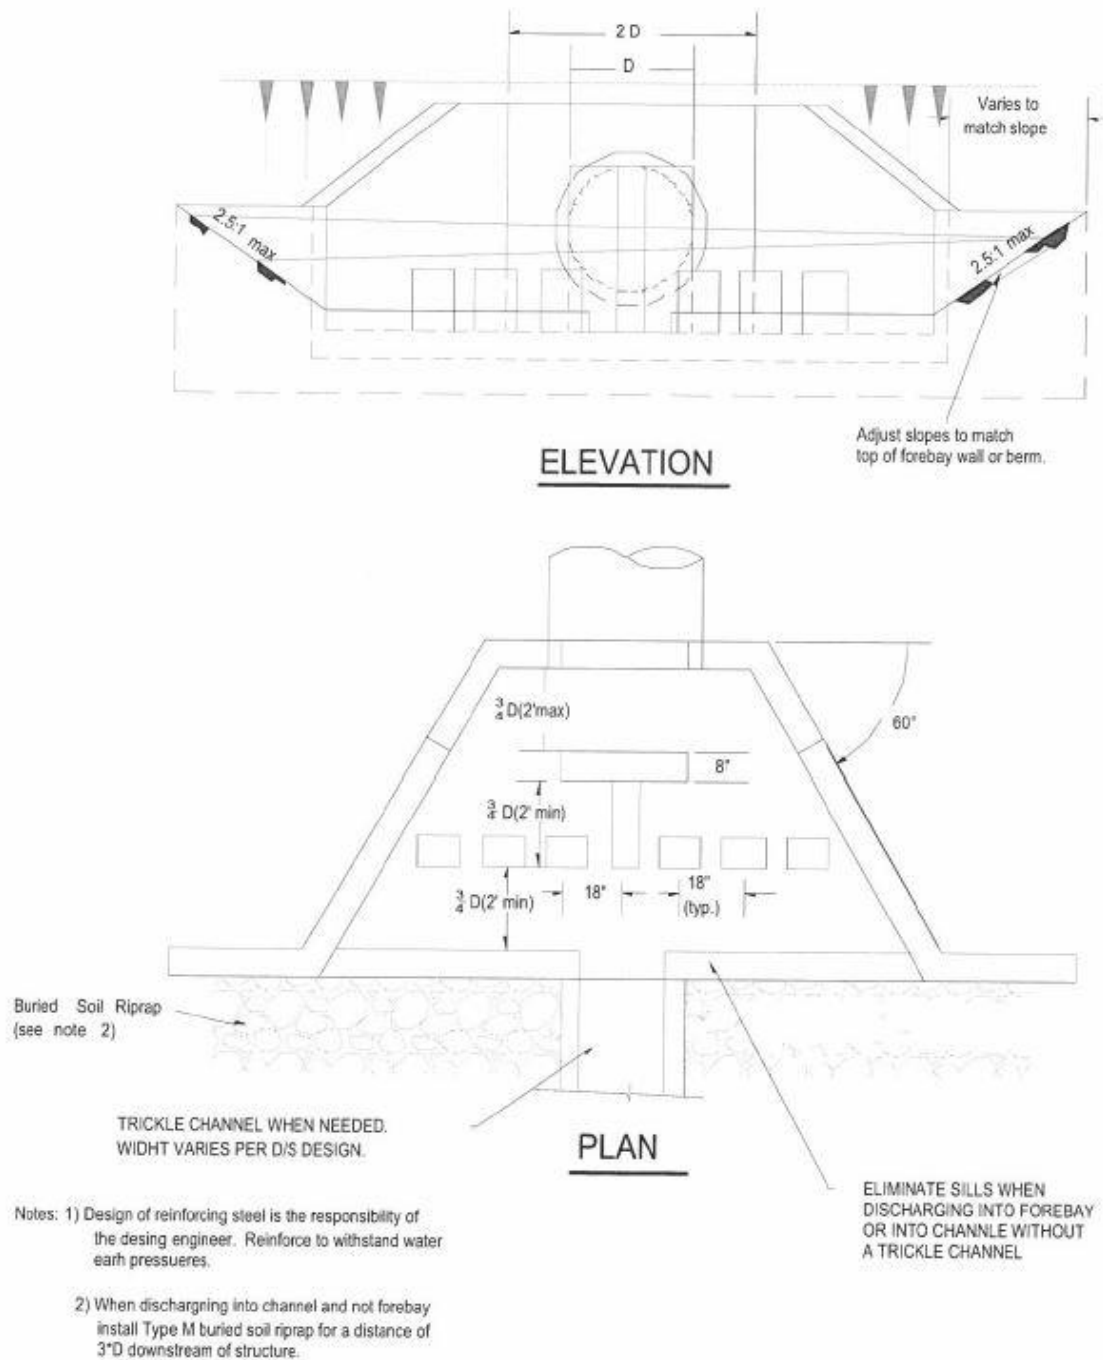 2 D
D
Varies to
match slope
2.5:1 max
2.5:1 max
Adjust slopes to match
top of forebay wall or berm.
ELEVATION
3/4 D(2'max)
60°
8"
3/4 D(2' min)
18"
18"
(typ.)
3/4 D(2' min)
Buried Soil Riprap
(see note 2)
TRICKLE CHANNEL WHEN NEEDED.
WIDHT VARIES PER D/S DESIGN.
PLAN
ELIMINATE SILLS WHEN
DISCHARGING INTO FOREBAY
OR INTO CHANNLE WITHOUT
A TRICKLE CHANNEL
Notes: 1) Design of reinforcing steel is the responsibility of
the desing engineer. Reinforce to withstand water
earh pressueres.
2) When dischargning into channel and not forebay
install Type M buried soil riprap for a distance of
3*D downstream of structure.